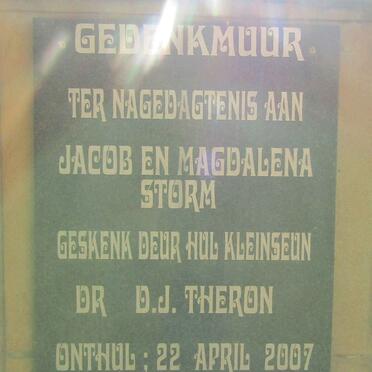 GEDENKMUUR
TER NAGEDAGTENIS AAN
JACOB EN MAGDALENA
STORM
GESKENK DEUR HUL KLEINSEUN
DR D.J. THERON
ONTHUL ; 22 APRIL 2007